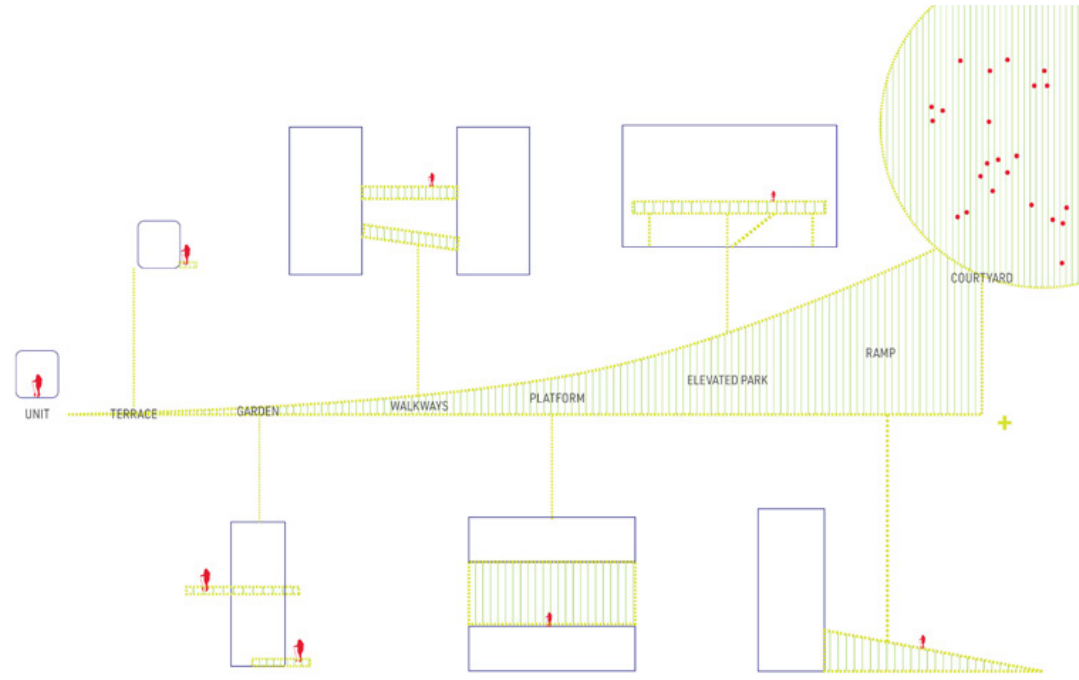 UNIT
TERRACE
GARDEN
WALKWAYS
PLATFORM
ELEVATED PARK
RAMP
COURTYARD